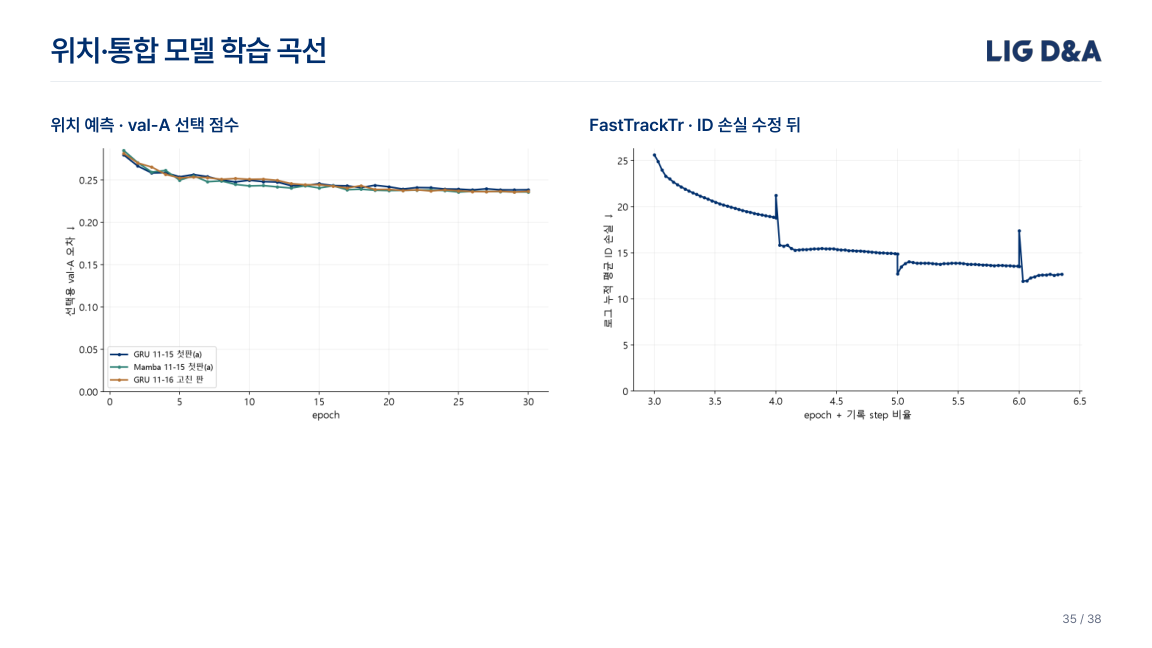 위치·통합 모델 학습 곡선
LIG D&A
위치 예측 · val-A 선택 점수
선택용 val-A 오차 ↓
0.25
0.20
0.15
0.10
0.05
0.00
GRU 11-15 첫판(a)
Mamba 11-15 첫판(a)
GRU 11-16 고친 판
0 5 10 15 20 25 30
epoch
FastTrackTr · ID 손실 수정 뒤
로그 누적 평균 ID 손실 ↓
25
20
15
10
5
0
3.0 3.5 4.0 4.5 5.0 5.5 6.0 6.5
epoch + 기록 step 비율
35 / 38